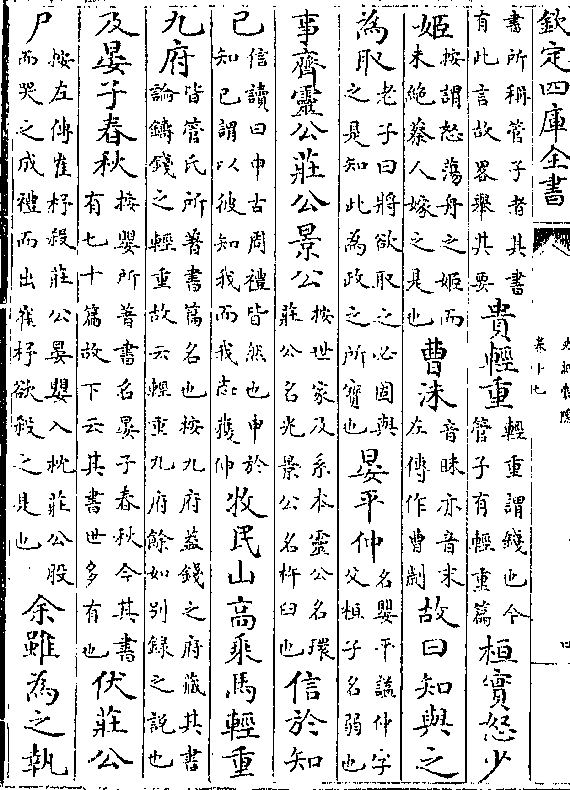 欽定四庫全書
史記索隱
卷十七
四
書所稱管子者其書
有此言故畧舉其要
貴輕重
輕重謂錢也今
管子有輕重篇
桓實怒少
姬
按謂怒蕩舟之姬而
未絶蔡人嫁之是也
曹沬
音昧亦音末
左傳作曹劌
故曰知與之
為取
老子曰將欲取之必固與
之是知此為政之所寶也
晏平仲
名嬰平諡仲字
父桓子名弱也
事齊靈公莊公景公
按世家及系本靈公名環
莊公名光景公名杵臼也
信於知
已
信讀曰申古周禮皆然也申於
知已謂以彼知我而我志獲伸
牧民山高乘馬輕重
九府
皆管氏所著書篇名也按九府葢錢之府藏其書
論鑄錢之輕重故云輕重九府餘如别錄之說也
及晏子春秋
按嬰所著書名晏子春秋今其書
有七十篇故下云其書世多有也
伏莊公
尸
按左傳崔杼殺莊公晏嬰入枕莊公股
而哭之成禮而出崔杼欲殺之是也
余雖為之執